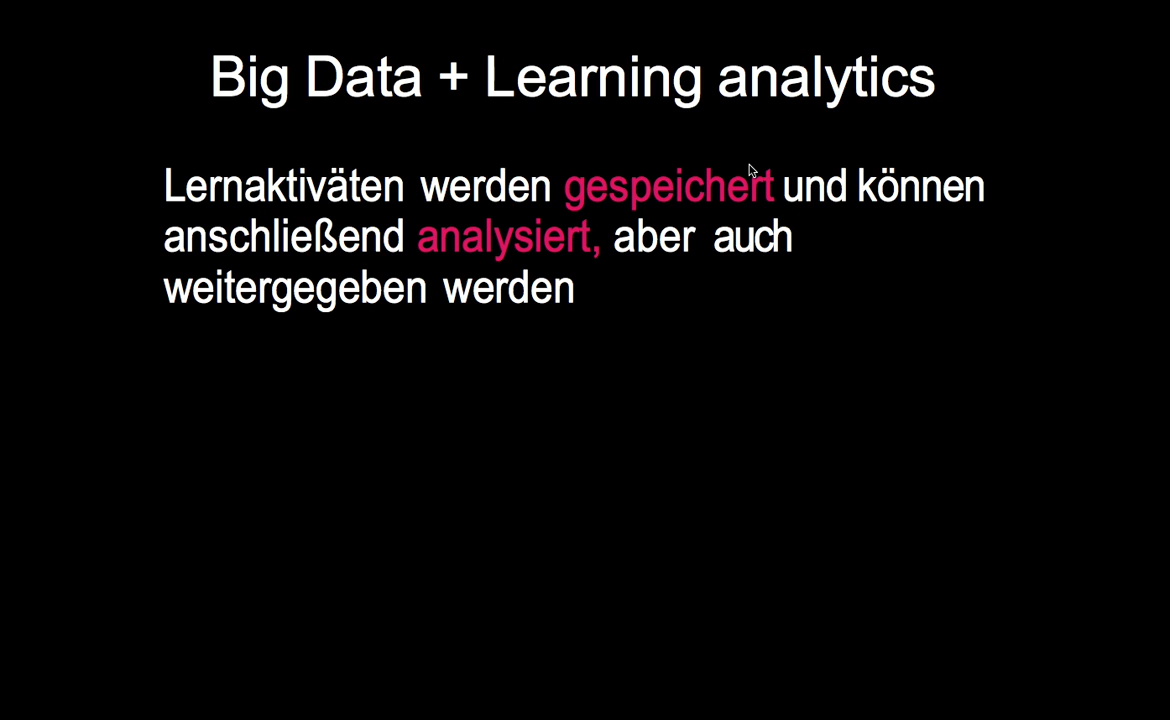 Big Data + Learning analytics
Lernaktiväten werden gespeichert und können
anschließend analysiert, aber auch
weitergegeben werden